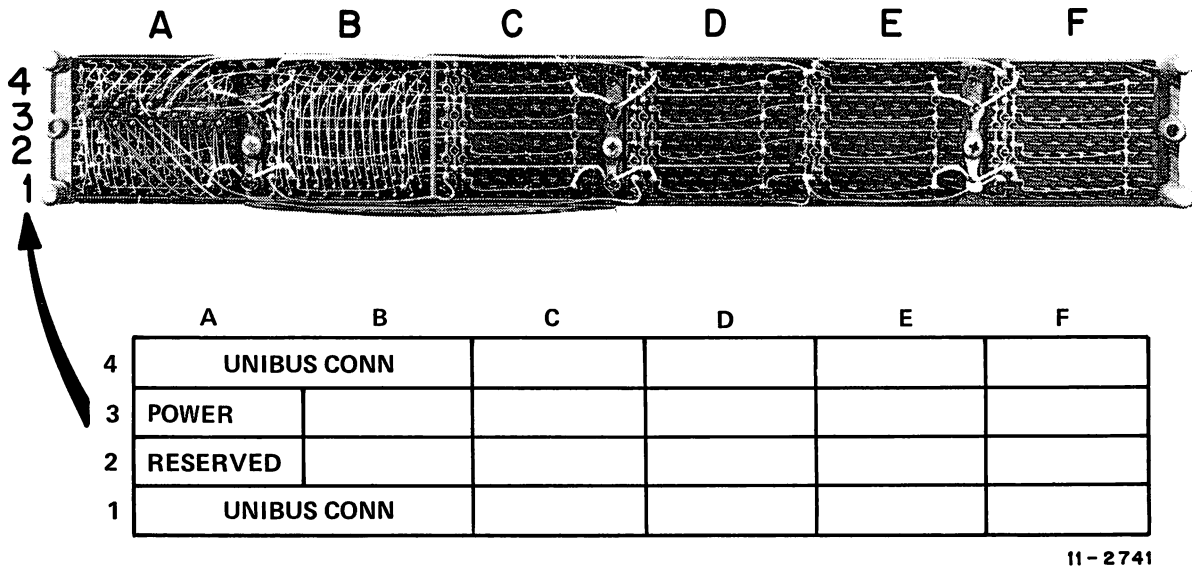 A B C D E F
4
3
2
1
A B C D E F
4 UNIBUS CONN
3 POWER
2 RESERVED
1 UNIBUS CONN
11-2741